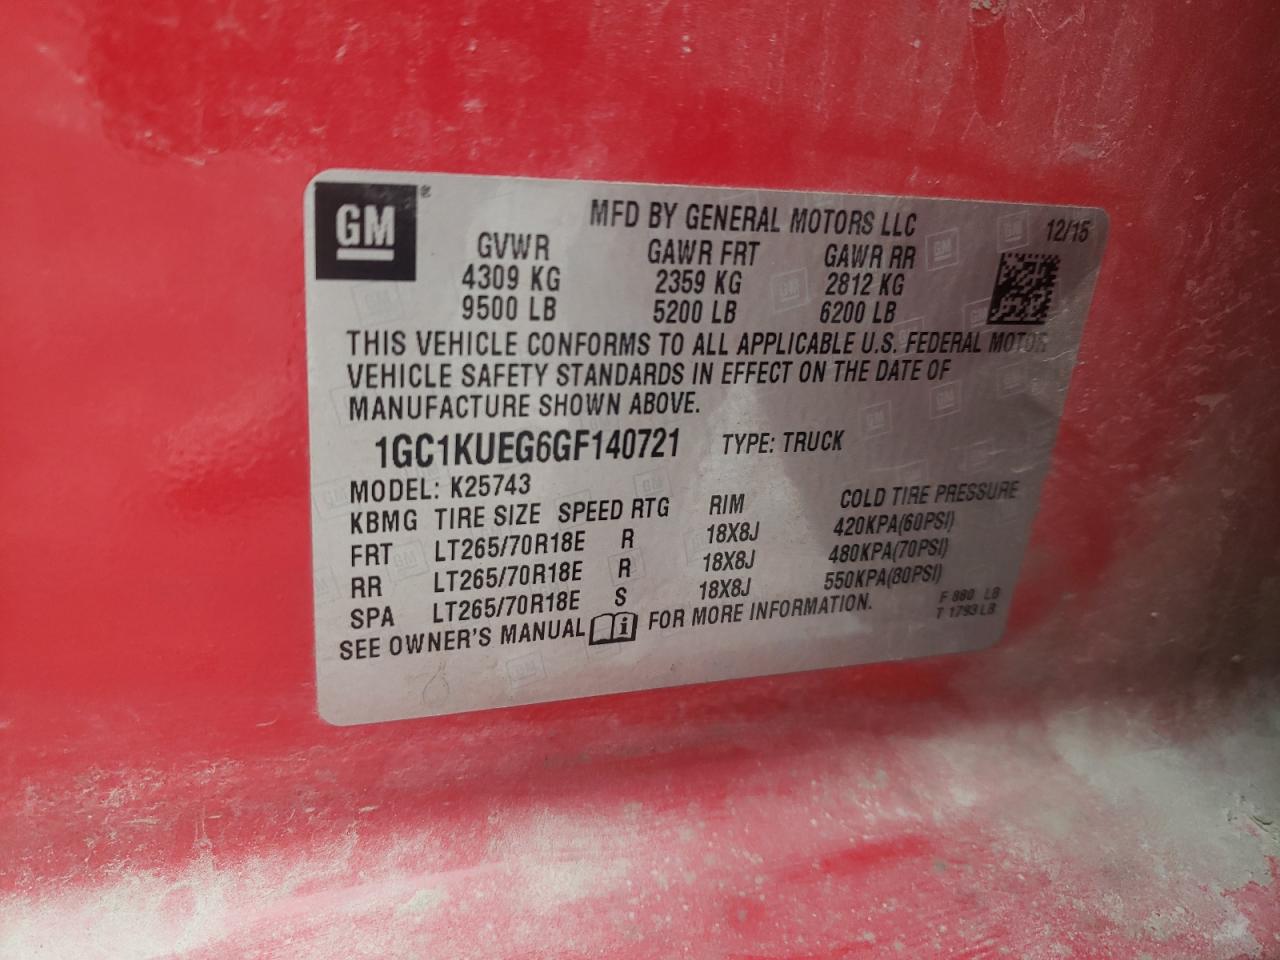 GM®
MFD BY GENERAL MOTORS LLC 12/15
GVWR GAWR FRT GAWR RR
4309 KG 2359 KG 2812 KG
9500 LB 5200 LB 6200 LB
THIS VEHICLE CONFORMS TO ALL APPLICABLE U.S. FEDERAL MOTOR
VEHICLE SAFETY STANDARDS IN EFFECT ON THE DATE OF
MANUFACTURE SHOWN ABOVE.
1GC1KUEG6GF140721 TYPE: TRUCK
MODEL: K25743
KBMG TIRE SIZE SPEED RTG RIM COLD TIRE PRESSURE
FRT LT265/70R18E R 18X8J 420KPA(60PSI)
RR LT265/70R18E R 18X8J 480KPA(70PSI)
SPA LT265/70R18E S 18X8J 550KPA(80PSI)
SEE OWNER'S MANUAL FOR MORE INFORMATION.
F 880 LB
T 1793 LB